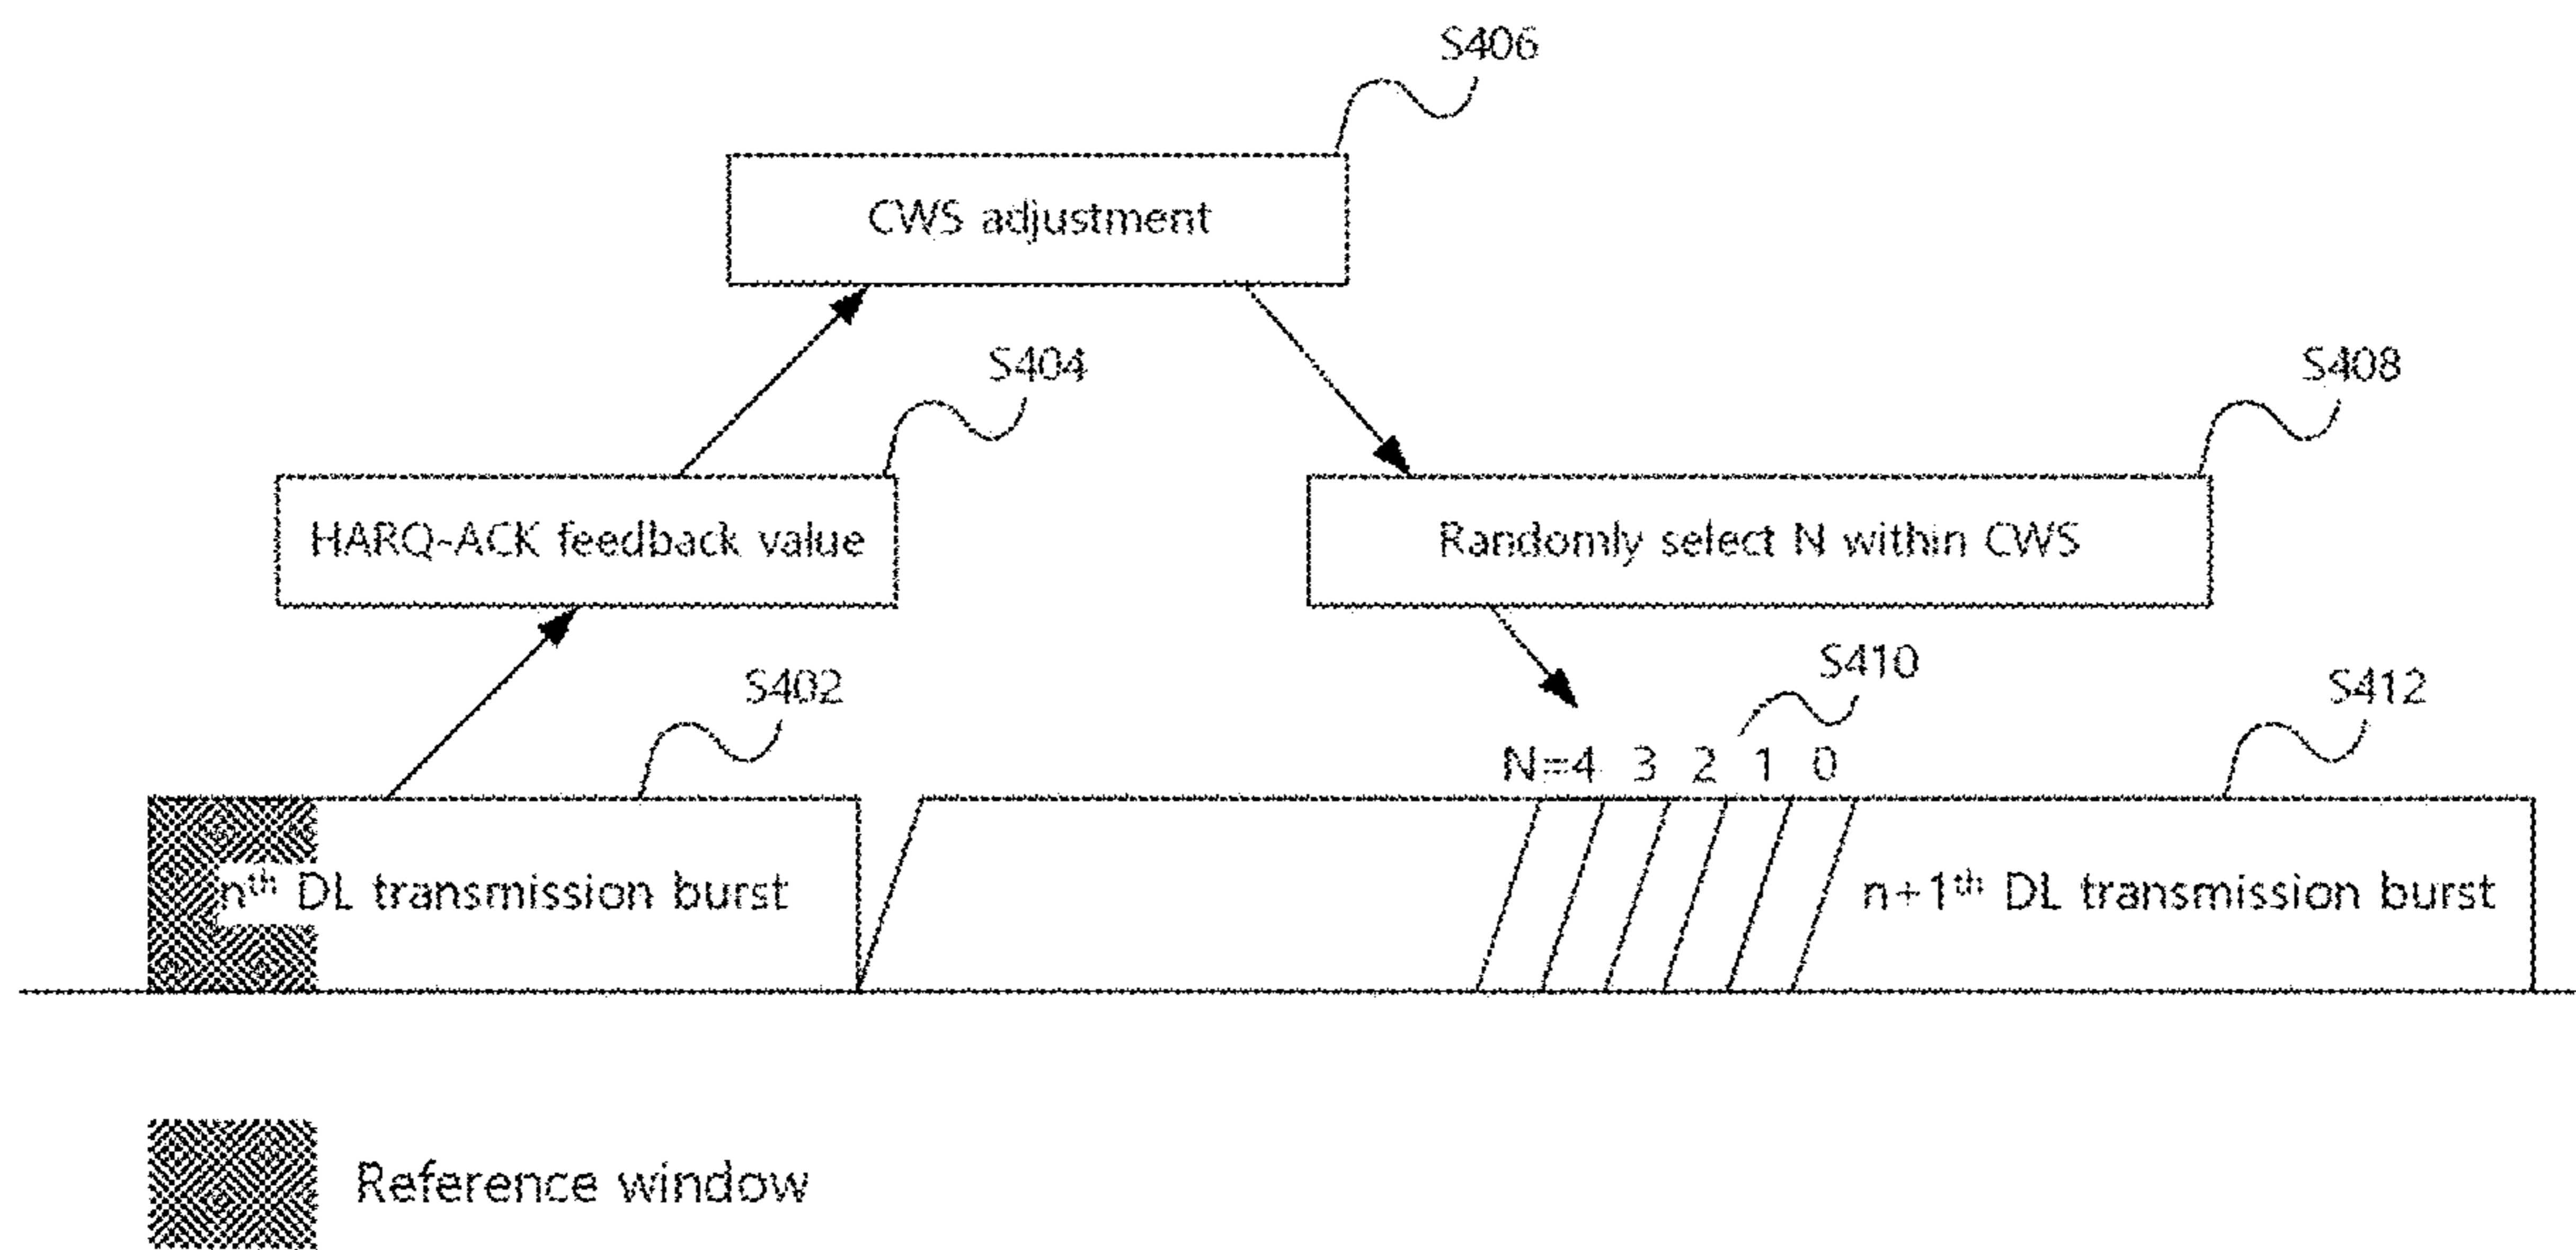 S406
CWS adjustment
S404
S408
HARQ-ACK feedback value
Randomly select N within CWS
S410
S402
S412
N=4 3 2 1 0
nth DL transmission burst
n+1th DL transmission burst
Reference window